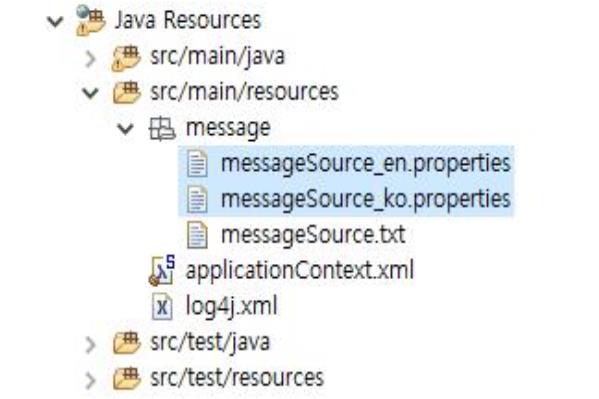 Java Resources
src/main/java
src/main/resources
message
messageSource_en.properties
messageSource_ko.properties
messageSource.txt
applicationContext.xml
log4j.xml
src/test/java
src/test/resources